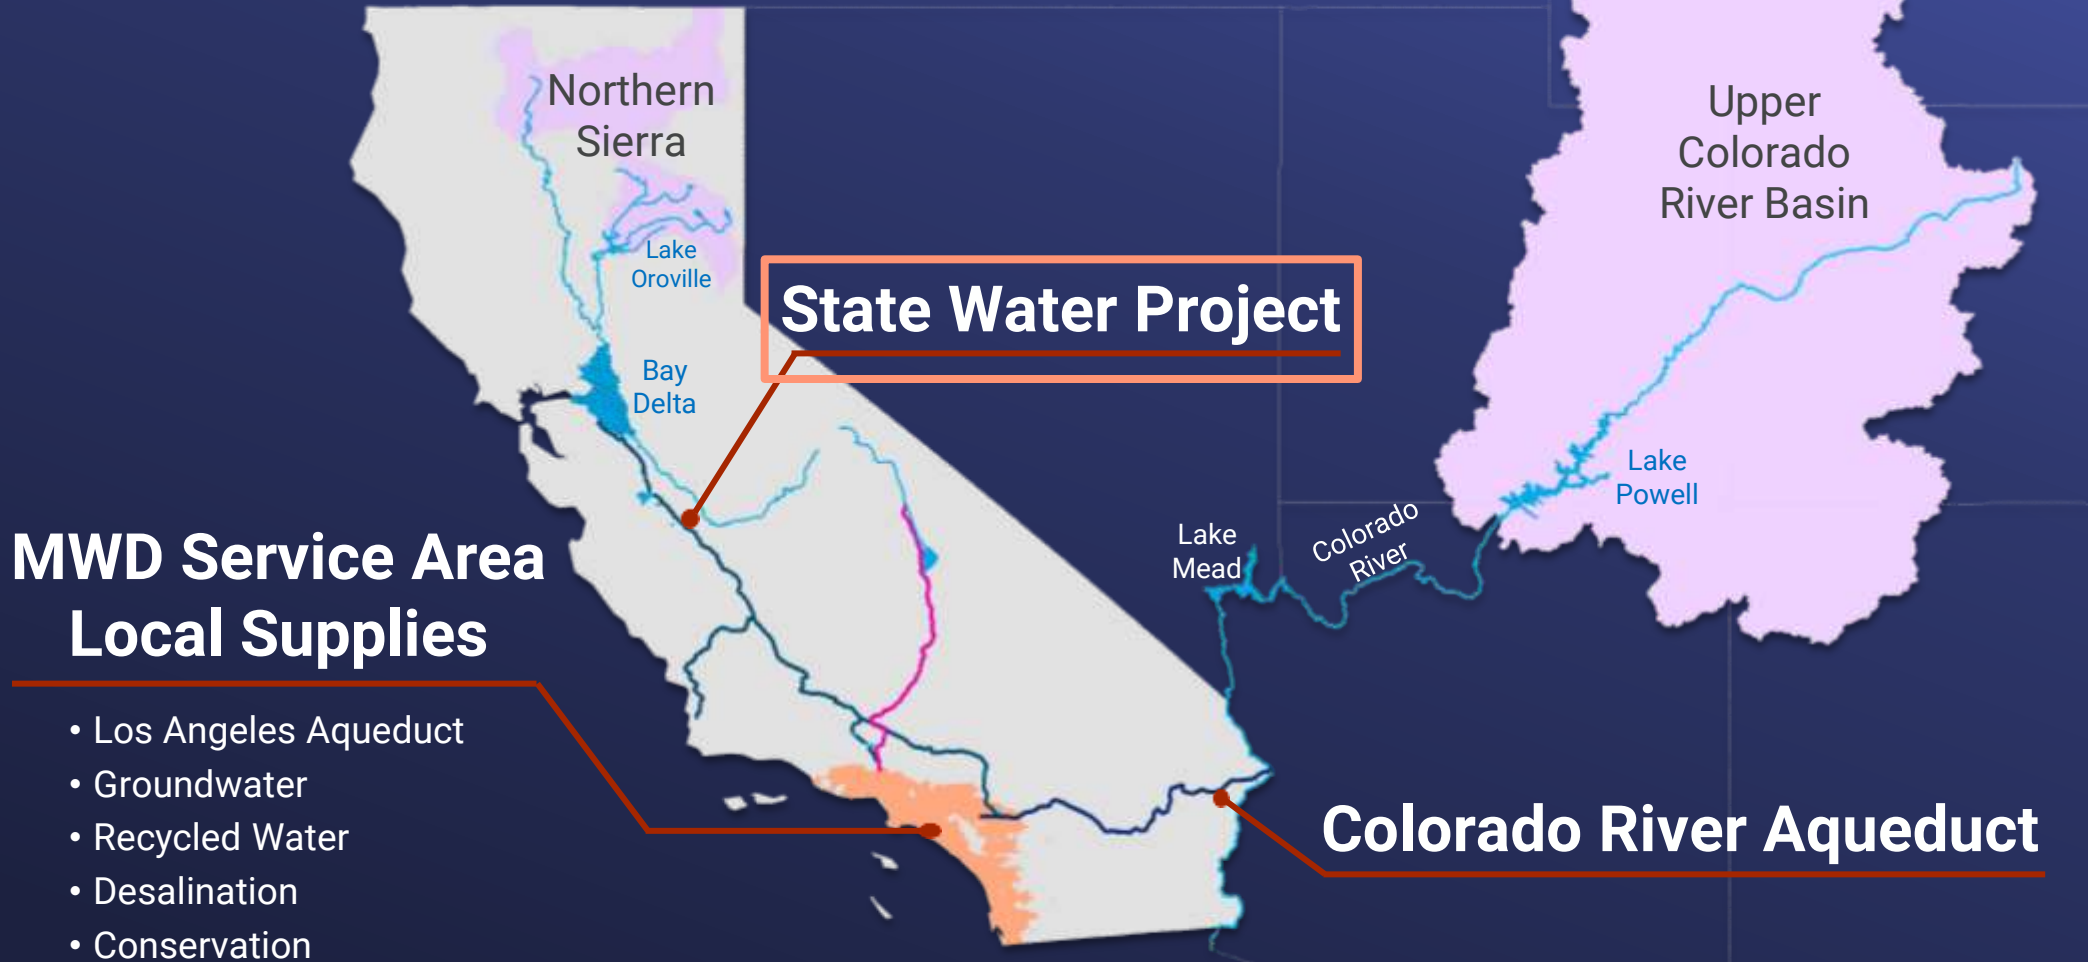 Northern
Sierra
Upper
Colorado
River Basin
Lake
Oroville
State Water Project
Bay
Delta
Lake
Powell
Colorado
River
Lake
Mead
MWD Service Area
Local Supplies
• Los Angeles Aqueduct
• Groundwater
• Recycled Water
• Desalination
• Conservation
Colorado River Aqueduct